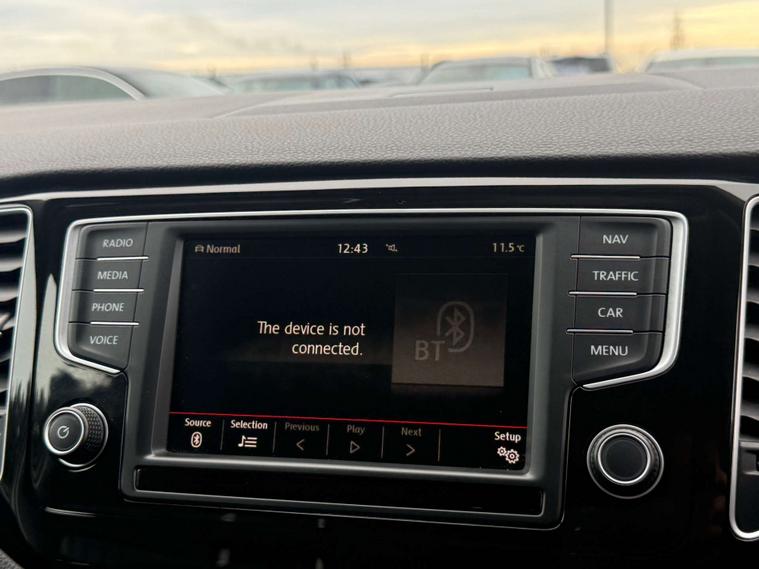 RADIO
MEDIA
PHONE
VOICE
Normal
12:43
11.5 °C
The device is not
connected.
BT
Source
Selection
Previous
Play
Next
Setup
NAV
TRAFFIC
CAR
MENU